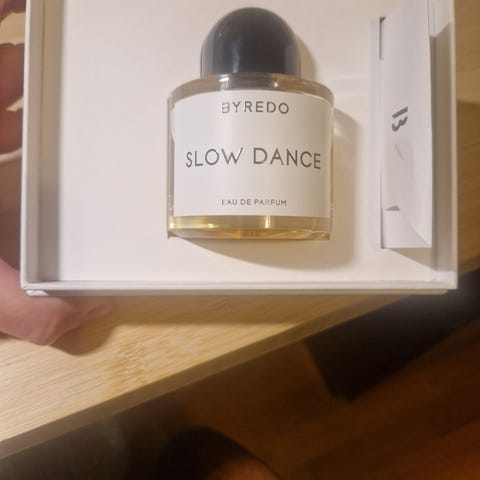 BYREDO
SLOW DANCE
EAU DE PARFUM
B